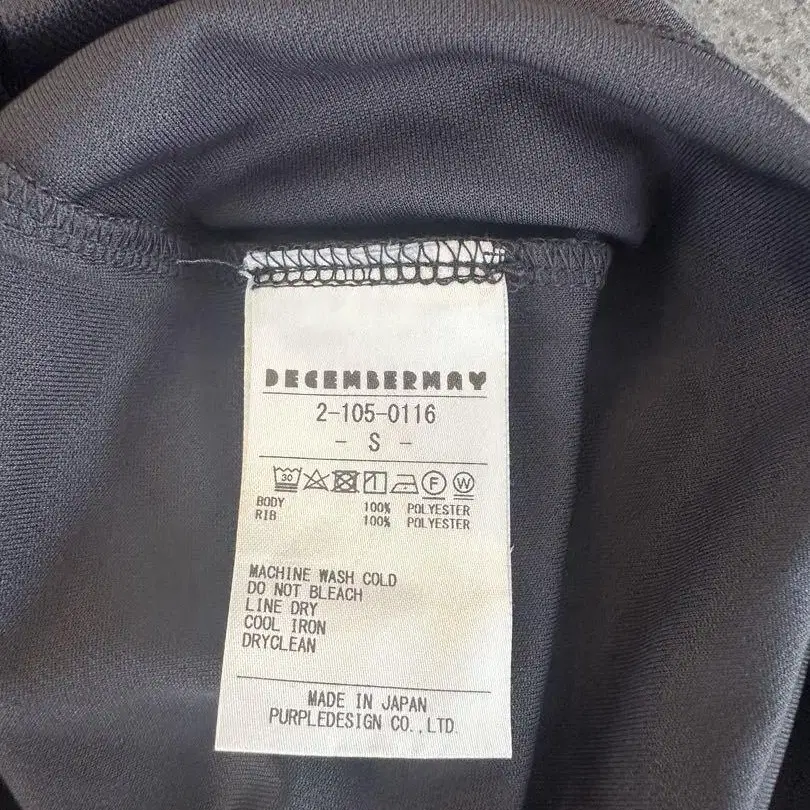 DECEMBERMAY
2-105-0116
- S -
30 F W
BODY 100% POLYESTER
RIB 100% POLYESTER
MACHINE WASH COLD
DO NOT BLEACH
LINE DRY
COOL IRON
DRYCLEAN
MADE IN JAPAN
PURPLEDESIGN CO.,LTD.